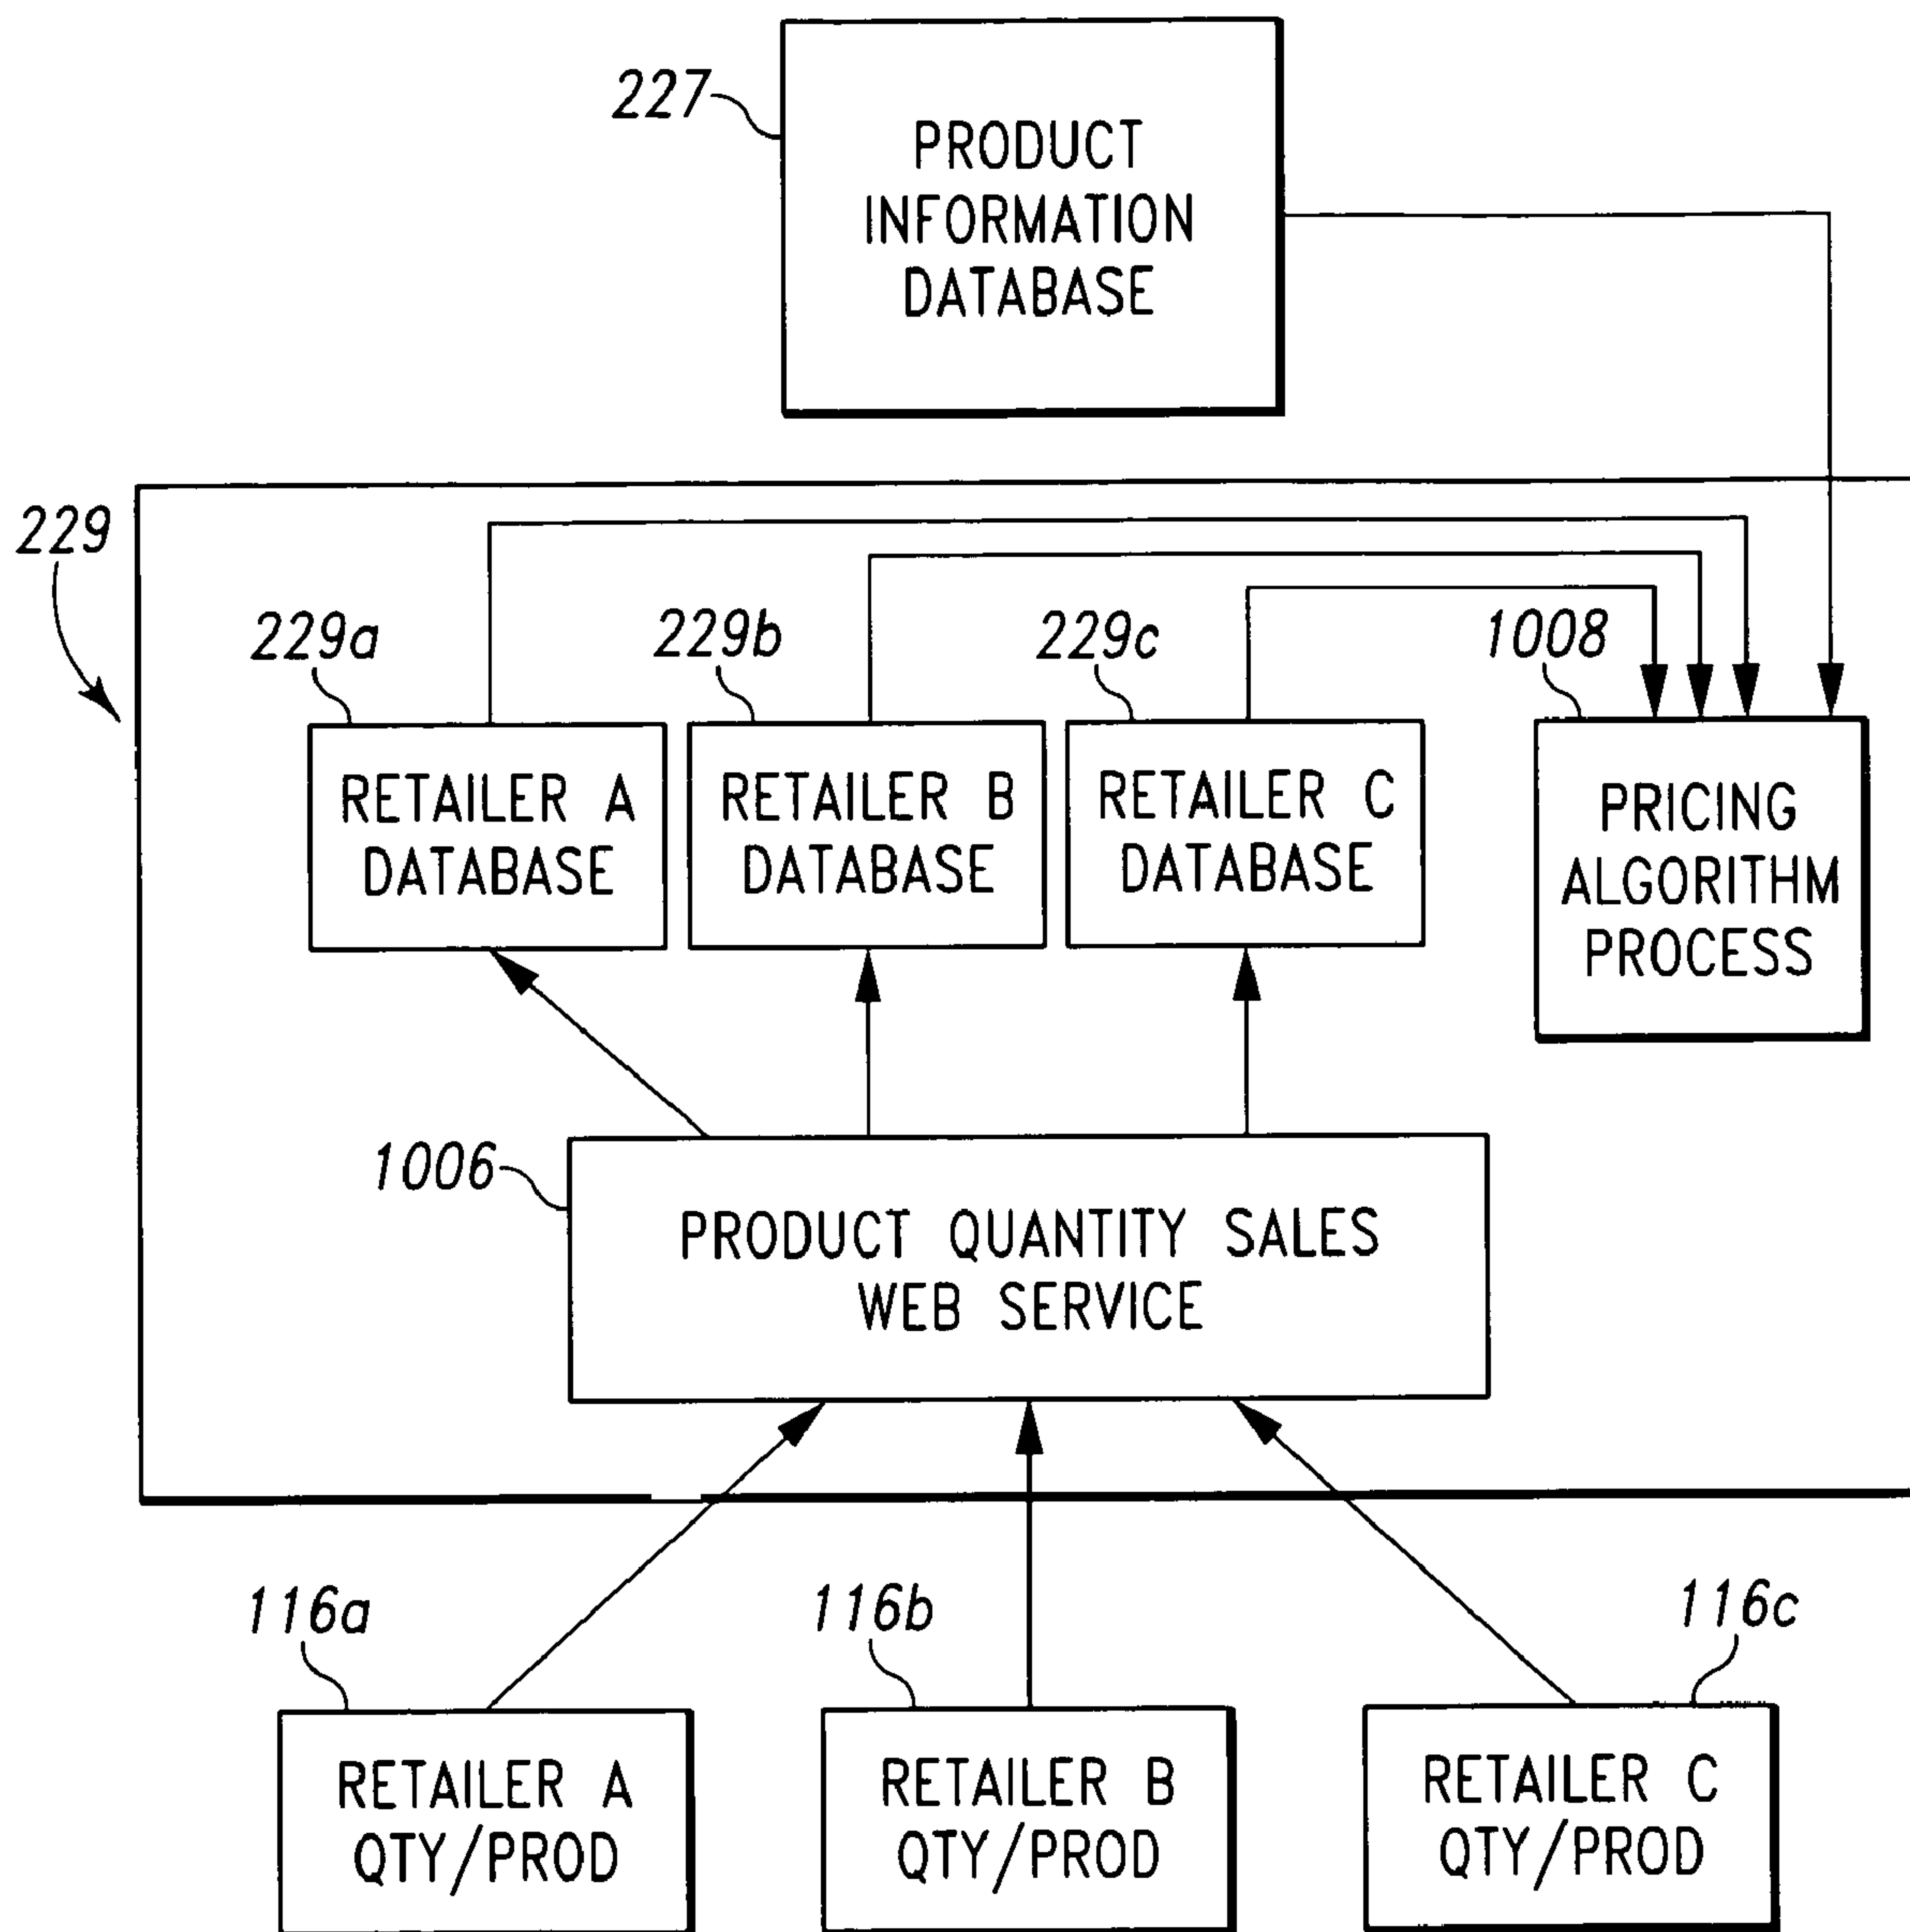 227
PRODUCT
INFORMATION
DATABASE
229
229a
229b
229c
1008
RETAILER A
DATABASE
RETAILER B
DATABASE
RETAILER C
DATABASE
PRICING
ALGORITHM
PROCESS
1006
PRODUCT QUANTITY SALES
WEB SERVICE
116a
116b
116c
RETAILER A
QTY/PROD
RETAILER B
QTY/PROD
RETAILER C
QTY/PROD